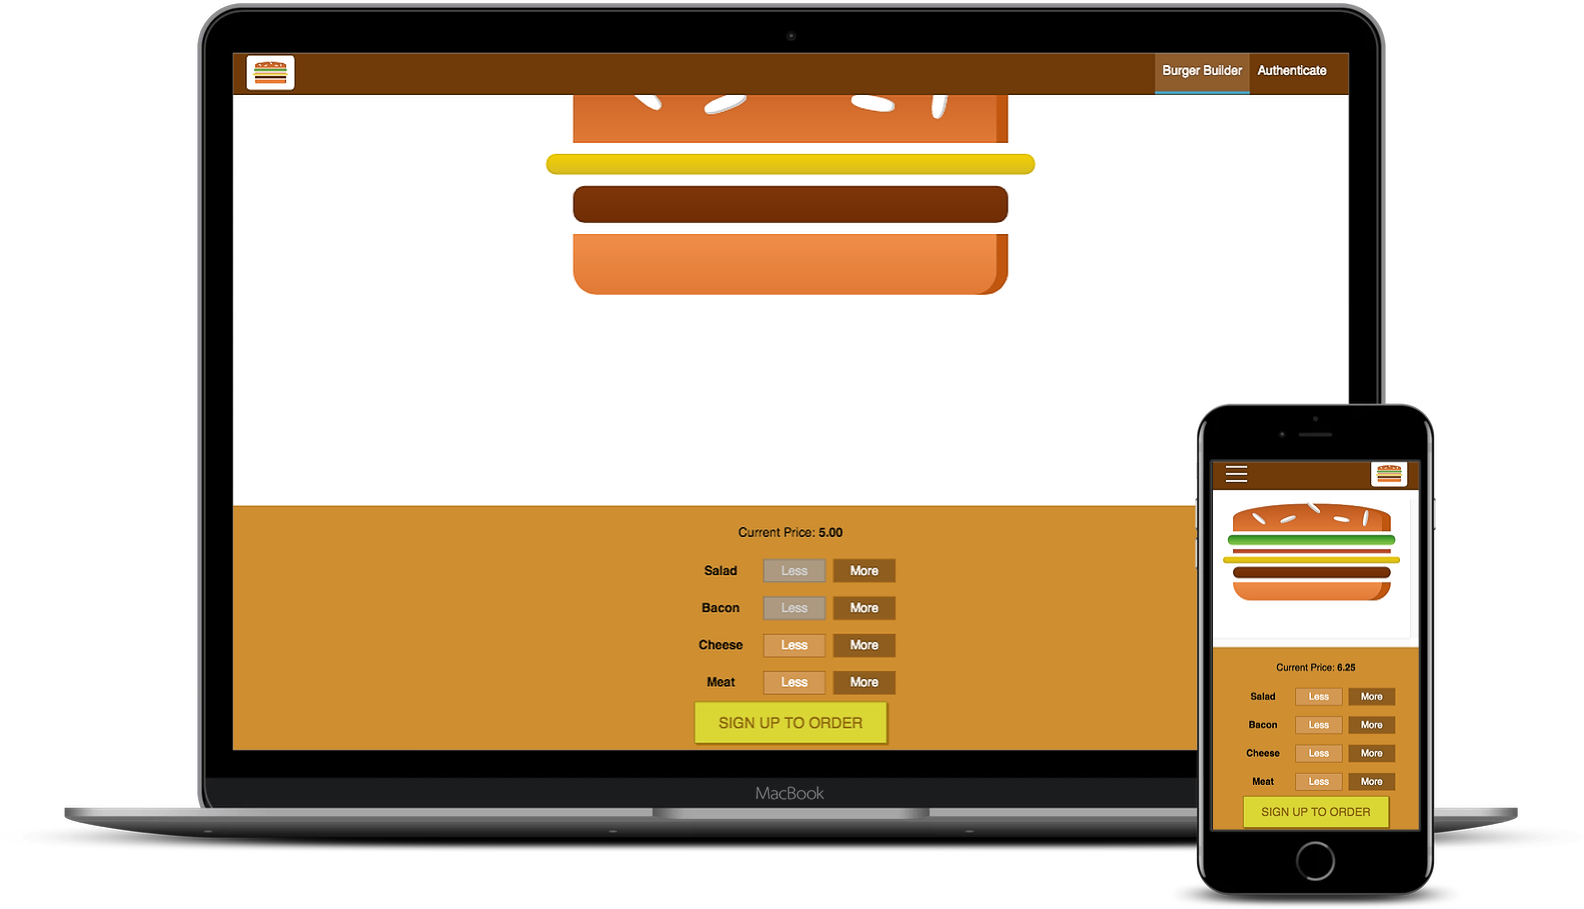 Burger Builder Authenticate
Current Price: 5.00
Salad Less More
Bacon Less More
Cheese Less More
Meat Less More
SIGN UP TO ORDER
MacBook
Current Price: 6.25
Salad Less More
Bacon Less More
Cheese Less More
Meat Less More
SIGN UP TO ORDER